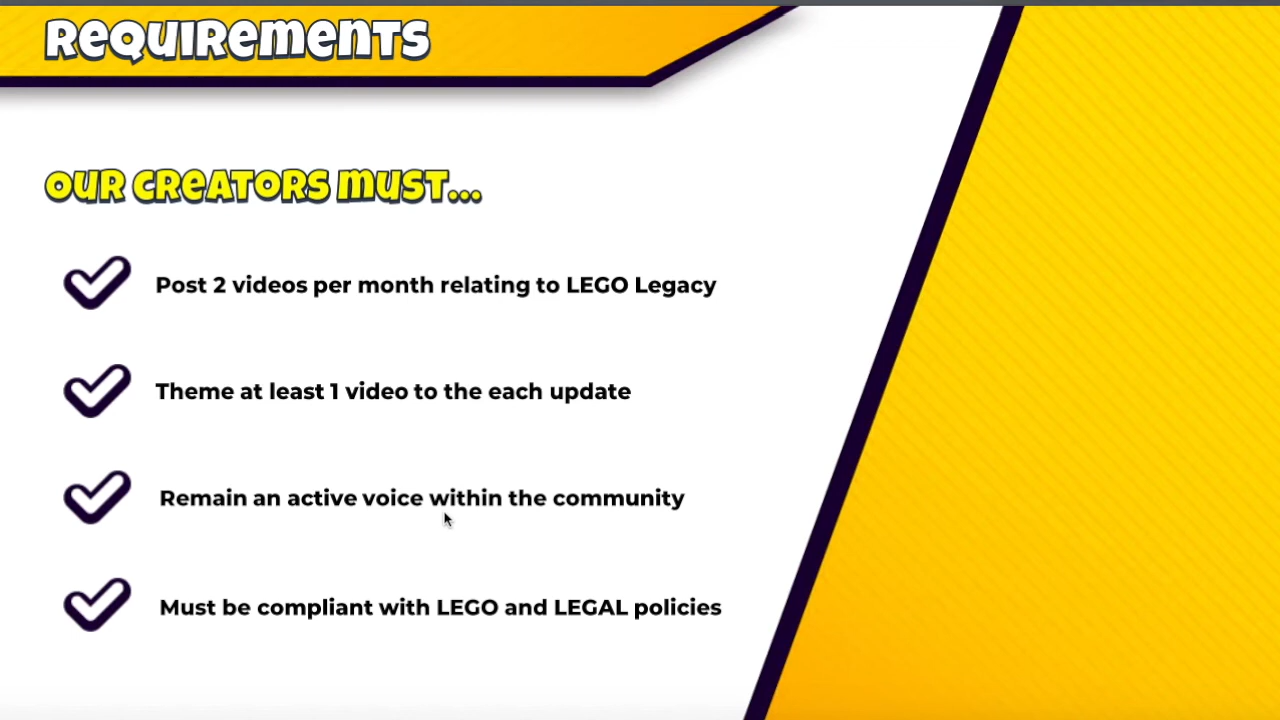 Requirements
Our Creators must...
Post 2 videos per month relating to LEGO Legacy
Theme at least 1 video to the each update
Remain an active voice within the community
Must be compliant with LEGO and LEGAL policies